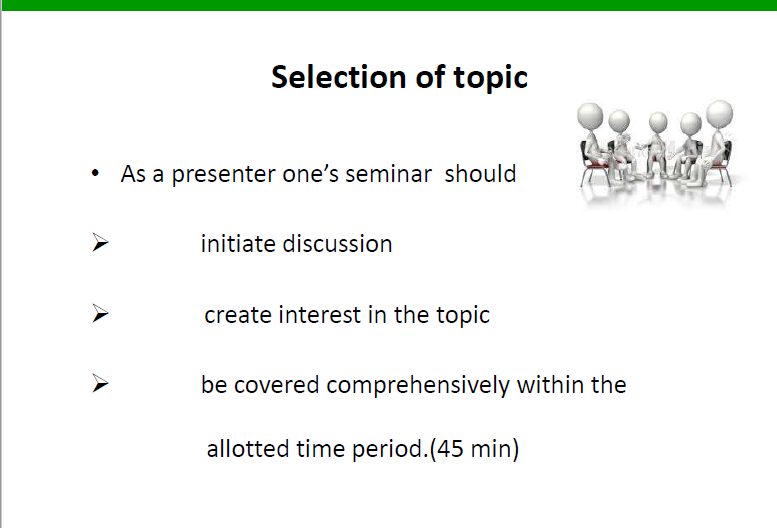 Selection of topic
• As a presenter one's seminar  should
➢ initiate discussion
➢ create interest in the topic
➢ be covered comprehensively within the
allotted time period.(45 min)